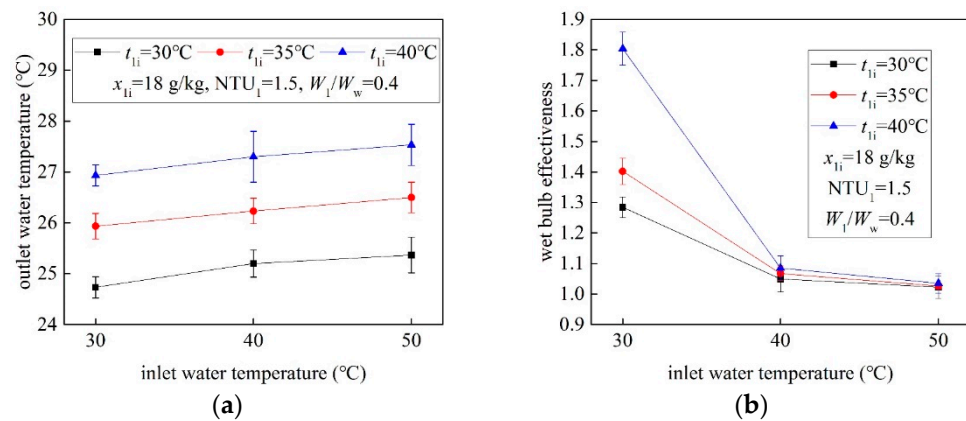 30
29
28
27
26
25
24
outlet water temperature (°C)
t₁ᵢ=30℃ t₁ᵢ=35℃ t₁ᵢ=40℃
x₁ᵢ=18 g/kg, NTU₁=1.5, W₁/W_w=0.4
30 40 50
inlet water temperature (℃)
(a)
1.9
1.8
1.7
1.6
1.5
1.4
1.3
1.2
1.1
1.0
0.9
wet bulb effectiveness
t₁ᵢ=30℃
t₁ᵢ=35℃
t₁ᵢ=40℃
x₁ᵢ=18 g/kg
NTU₁=1.5
W₁/W_w=0.4
30 40 50
inlet water temperature (℃)
(b)